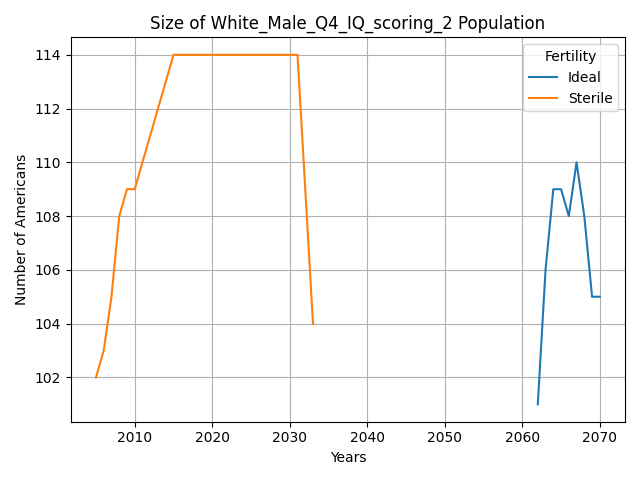 Size of White_Male_Q4_IQ_scoring_2 Population
Fertility
Ideal
Sterile
Number of Americans
114
112
110
108
106
104
102
2010 2020 2030 2040 2050 2060 2070
Years